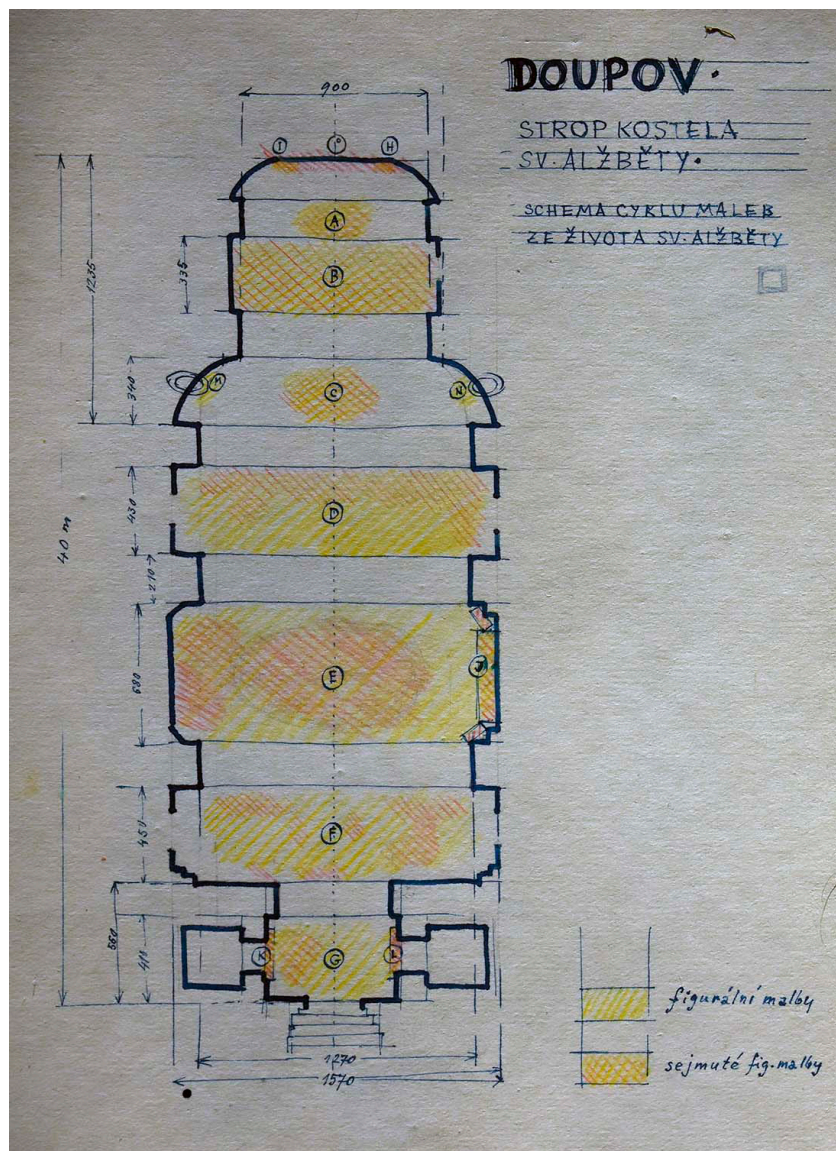 DOUPOV.
STROP KOSTELA
SV. ALŽBĚTY.
SCHEMA CYKLU MALEB
ZE ŽIVOTA SV. ALŽBĚTY
900
I
P
H
A
1235
335
B
340
M
C
N
430
D
40 m
210
680
E
J
450
F
560
410
K
G
L
figurální malby
sejmuté fig. malby
1270
1570